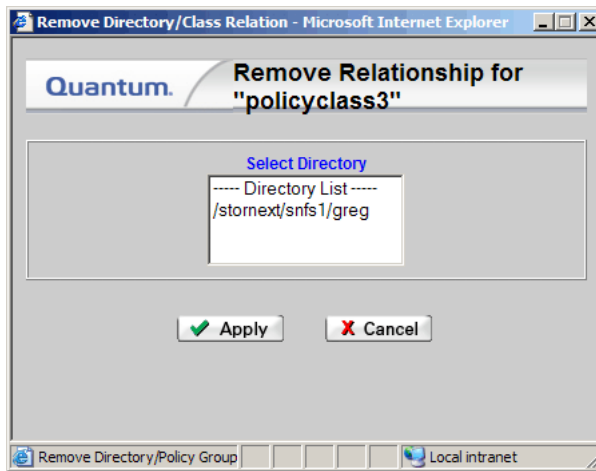 Remove Directory/Class Relation - Microsoft Internet Explorer
Quantum.
Remove Relationship for
"policyclass3"
Select Directory
----- Directory List -----
/stornext/snfs1/greg
Apply
Cancel
Remove Directory/Policy Group
Local intranet